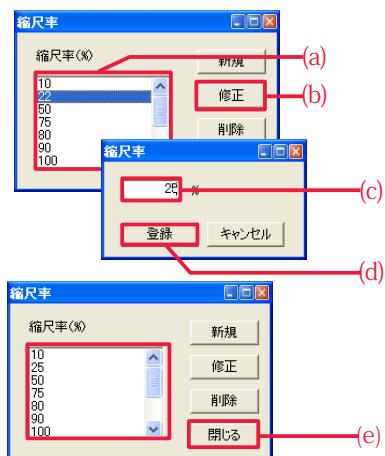 縮尺率
縮尺率(%)
新規
(a)
10
22
50
75
80
90
100
修正
(b)
削除
縮尺率
25
%
(c)
登録
キャンセル
(d)
縮尺率
縮尺率(%)
新規
10
25
50
75
80
90
100
修正
削除
閉じる
(e)